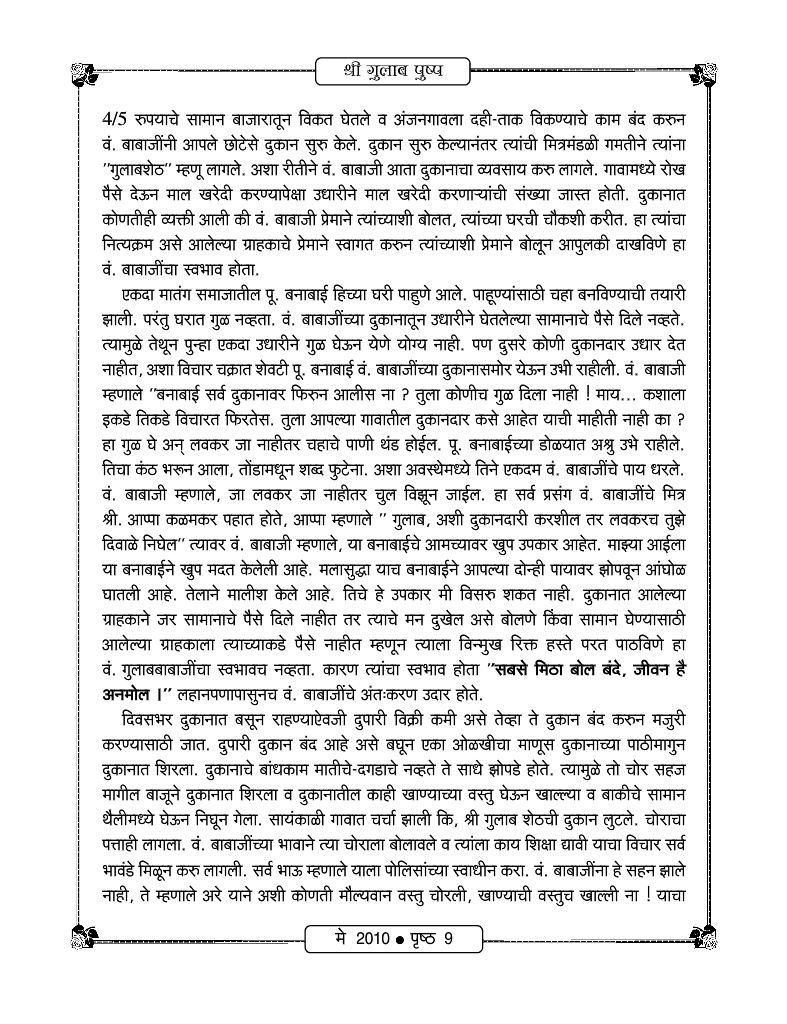 श्री गुलाब पुष्प
4/5 रुपयाचे सामान बाजारातून विकत घेतले व अंजनगावला दही-ताक विकण्याचे काम बंद करुन
वं. बाबाजींनी आपले छोटेसे दुकान सुरु केले. दुकान सुरु केल्यानंतर त्यांची मित्रमंडळी गमतीने त्यांना
"गुलाबशेठ" म्हणू लागले. अशा रीतीने वं. बाबाजी आता दुकानाचा व्यवसाय करु लागले. गावामध्ये रोख
पैसे देऊन माल खरेदी करण्यापेक्षा उधारीने माल खरेदी करणाऱ्यांची संख्या जास्त होती. दुकानात
कोणतीही व्यक्ती आली की वं. बाबाजी प्रेमाने त्यांच्याशी बोलत, त्यांच्या घरची चौकशी करीत. हा त्यांचा
नित्यक्रम असे आलेल्या ग्राहकाचे प्रेमाने स्वागत करुन त्यांच्याशी प्रेमाने बोलून आपुलकी दाखविणे हा
वं. बाबाजींचा स्वभाव होता.
एकदा मातंग समाजातील पू. बनाबाई हिच्या घरी पाहुणे आले. पाहूण्यांसाठी चहा बनविण्याची तयारी
झाली. परंतु घरात गुळ नव्हता. वं. बाबाजींच्या दुकानातून उधारीने घेतलेल्या सामानाचे पैसे दिले नव्हते.
त्यामुळे तेथून पुन्हा एकदा उधारीने गुळ घेऊन येणे योग्य नाही. पण दुसरे कोणी दुकानदार उधार देत
नाहीत, अशा विचार चक्रात शेवटी पू. बनाबाई वं. बाबाजींच्या दुकानासमोर येऊन उभी राहीली. वं. बाबाजी
म्हणाले "बनाबाई सर्व दुकानावर फिरुन आलीस ना ? तुला कोणीच गुळ दिला नाही ! माय... कशाला
इकडे तिकडे विचारत फिरतेस. तुला आपल्या गावातील दुकानदार कसे आहेत याची माहीती नाही का ?
हा गुळ घे अन् लवकर जा नाहीतर चहाचे पाणी थंड होईल. पू. बनाबाईच्या डोळयात अश्रु उभे राहीले.
तिचा कंठ भरून आला, तोंडामधून शब्द फुटेना. अशा अवस्थेमध्ये तिने एकदम वं. बाबाजींचे पाय धरले.
वं. बाबाजी म्हणाले, जा लवकर जा नाहीतर चुल विझून जाईल. हा सर्व प्रसंग वं. बाबाजींचे मित्र
श्री. आप्पा कळमकर पहात होते, आप्पा म्हणाले " गुलाब, अशी दुकानदारी करशील तर लवकरच तुझे
दिवाळे निघेल" त्यावर वं. बाबाजी म्हणाले, या बनाबाईचे आमच्यावर खुप उपकार आहेत. माझ्या आईला
या बनाबाईने खुप मदत केलेली आहे. मलासुद्धा याच बनाबाईने आपल्या दोन्ही पायावर झोपवून आंघोळ
घातली आहे. तेलाने मालीश केले आहे. तिचे हे उपकार मी विसरु शकत नाही. दुकानात आलेल्या
ग्राहकाने जर सामानाचे पैसे दिले नाहीत तर त्याचे मन दुखेल असे बोलणे किंवा सामान घेण्यासाठी
आलेल्या ग्राहकाला त्याच्याकडे पैसे नाहीत म्हणून त्याला विन्मुख रिक्त हस्ते परत पाठविणे हा
वं. गुलाबबाबाजींचा स्वभावच नव्हता. कारण त्यांचा स्वभाव होता "सबसे मिठा बोल बंदे, जीवन है
अनमोल ।" लहानपणापासुनच वं. बाबाजींचे अंतःकरण उदार होते.
दिवसभर दुकानात बसून राहण्याऐवजी दुपारी विक्री कमी असे तेव्हा ते दुकान बंद करुन मजुरी
करण्यासाठी जात. दुपारी दुकान बंद आहे असे बघून एका ओळखीचा माणूस दुकानाच्या पाठीमागुन
दुकानात शिरला. दुकानाचे बांधकाम मातीचे-दगडाचे नव्हते ते साधे झोपडे होते. त्यामुळे तो चोर सहज
मागील बाजूने दुकानात शिरला व दुकानातील काही खाण्याच्या वस्तु घेऊन खाल्ल्या व बाकीचे सामान
थैलीमध्ये घेऊन निघून गेला. सायंकाळी गावात चर्चा झाली कि, श्री गुलाब शेठची दुकान लुटले. चोराचा
पत्ताही लागला. वं. बाबाजींच्या भावाने त्या चोराला बोलावले व त्यांला काय शिक्षा द्यावी याचा विचार सर्व
भावंडे मिळून करु लागली. सर्व भाऊ म्हणाले याला पोलिसांच्या स्वाधीन करा. वं. बाबाजींना हे सहन झाले
नाही, ते म्हणाले अरे याने अशी कोणती मौल्यवान वस्तु चोरली, खाण्याची वस्तुच खाल्ली ना ! याचा
मे 2010 ● पृष्ठ 9